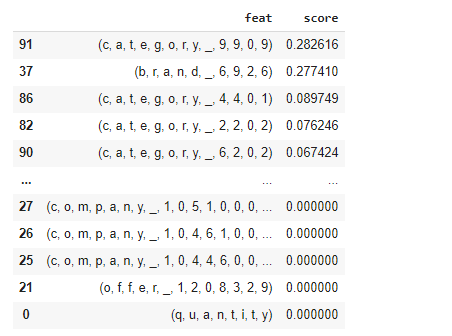 feat score
91 (c, a, t, e, g, o, r, y, _, 9, 9, 0, 9) 0.282616
37 (b, r, a, n, d, _, 6, 9, 2, 6) 0.277410
86 (c, a, t, e, g, o, r, y, _, 4, 4, 0, 1) 0.089749
82 (c, a, t, e, g, o, r, y, _, 2, 2, 0, 2) 0.076246
90 (c, a, t, e, g, o, r, y, _, 6, 2, 0, 2) 0.067424
... ... ...
27 (c, o, m, p, a, n, y, _, 1, 0, 5, 1, 0, 0, 0, ... 0.000000
26 (c, o, m, p, a, n, y, _, 1, 0, 4, 6, 1, 0, 0, ... 0.000000
25 (c, o, m, p, a, n, y, _, 1, 0, 4, 4, 6, 0, 0, ... 0.000000
21 (o, f, f, e, r, _, 1, 2, 0, 8, 3, 2, 9) 0.000000
0 (q, u, a, n, t, i, t, y) 0.000000